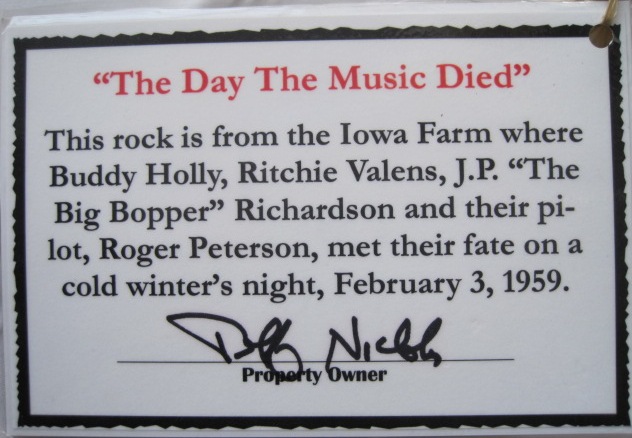 “The Day The Music Died”
This rock is from the Iowa Farm where
Buddy Holly, Ritchie Valens, J.P. “The
Big Bopper” Richardson and their pi-
lot, Roger Peterson, met their fate on a
cold winter’s night, February 3, 1959.
Property Owner